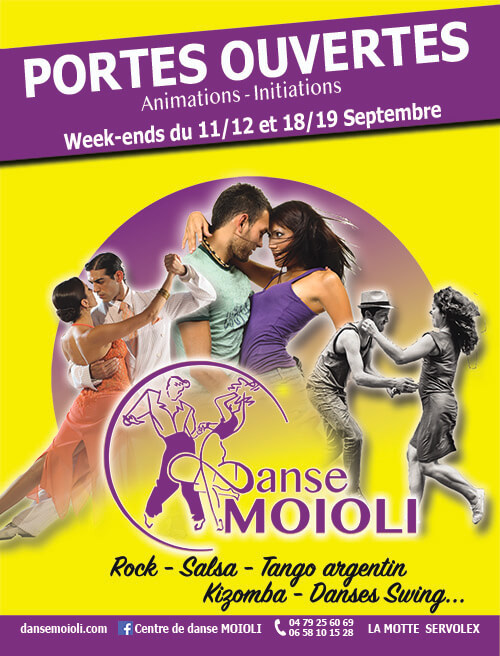 PORTES OUVERTES
Animations - Initiations
Week-ends du 11/12 et 18/19 Septembre
Danse
MOIOLI
Rock - Salsa - Tango argentin
Kizomba - Danses Swing...
dansemoioli.com f Centre de danse MOIOLI 04 79 25 60 69 LA MOTTE SERVOLEX
06 58 10 15 28